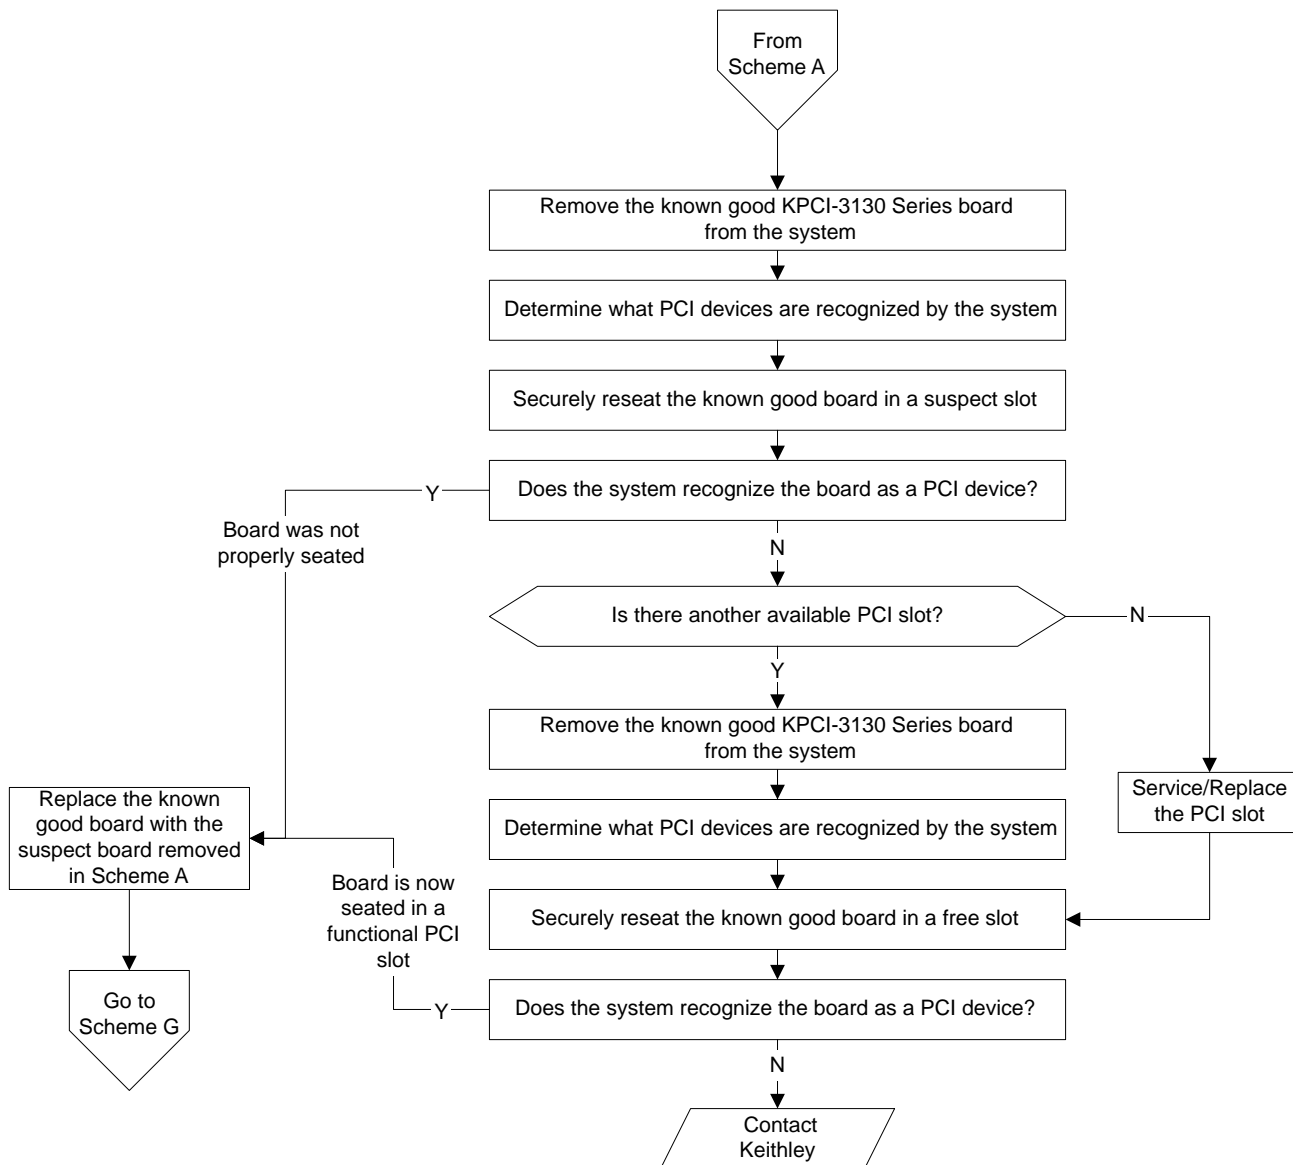 From
Scheme A
Remove the known good KPCI-3130 Series board
from the system
Determine what PCI devices are recognized by the system
Securely reseat the known good board in a suspect slot
Does the system recognize the board as a PCI device?
Y
Board was not
properly seated
N
Is there another available PCI slot?
N
Y
Remove the known good KPCI-3130 Series board
from the system
Service/Replace
the PCI slot
Replace the known
good board with the
suspect board removed
in Scheme A
Determine what PCI devices are recognized by the system
Board is now
seated in a
functional PCI
slot
Securely reseat the known good board in a free slot
Go to
Scheme G
Does the system recognize the board as a PCI device?
Y
N
Contact
Keithley